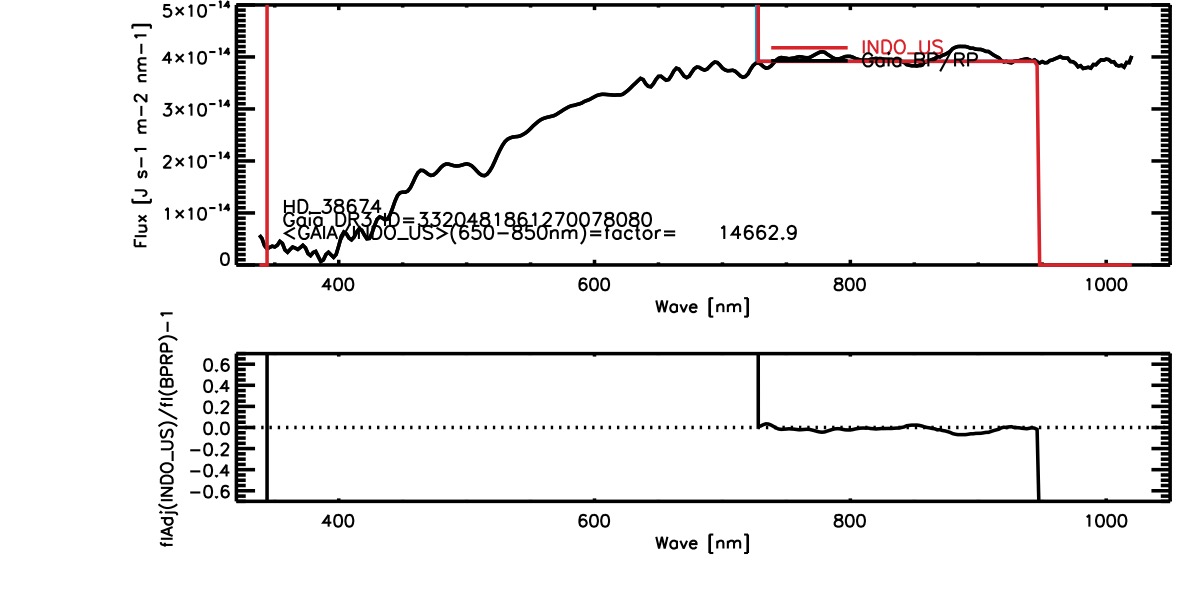 5×10−14
4×10−14
3×10−14
2×10−14
1×10−14
0
Flux [J s−1 m−2 nm−1]
INDO_US
Gaia BP/RP
HD_38674
Gaia DR3 ID=3320481861270078080
<GAIA/INDO_US>(650−850nm)=factor= 14662.9
400 600 800 1000
Wave [nm]
flAdj(INDO_US)/fl(BPRP)−1
0.6
0.4
0.2
0.0
−0.2
−0.4
−0.6
400 600 800 1000
Wave [nm]